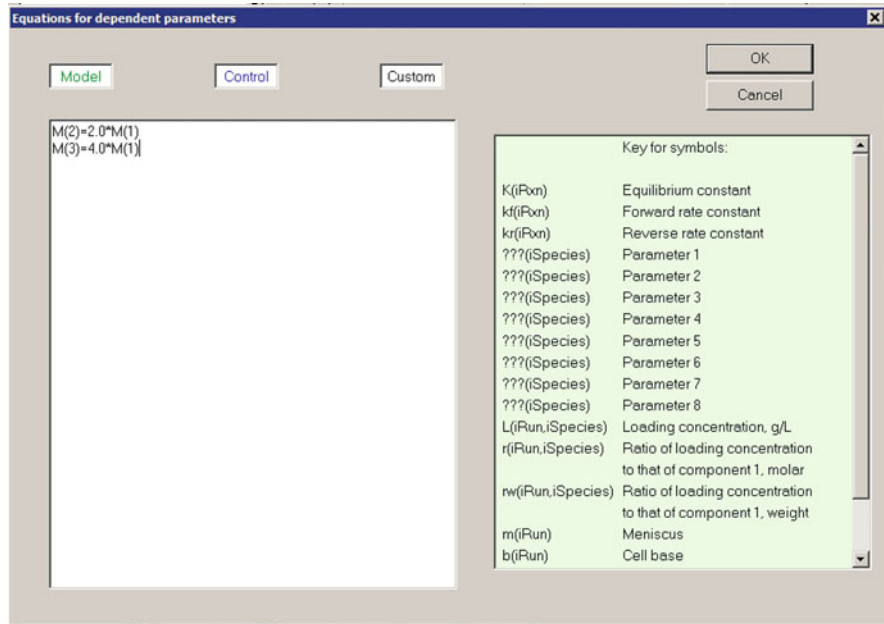 Equations for dependent parameters
Model
Control
Custom
OK
Cancel
M(2)=2.0*M(1)
M(3)=4.0*M(1)
Key for symbols:
K(iRxn) Equilibrium constant
kf(iRxn) Forward rate constant
kr(iRxn) Reverse rate constant
???(iSpecies) Parameter 1
???(iSpecies) Parameter 2
???(iSpecies) Parameter 3
???(iSpecies) Parameter 4
???(iSpecies) Parameter 5
???(iSpecies) Parameter 6
???(iSpecies) Parameter 7
???(iSpecies) Parameter 8
L(iRun,iSpecies) Loading concentration, g/L
r(iRun,iSpecies) Ratio of loading concentration
to that of component 1, molar
rw(iRun,iSpecies) Ratio of loading concentration
to that of component 1, weight
m(iRun) Meniscus
b(iRun) Cell base